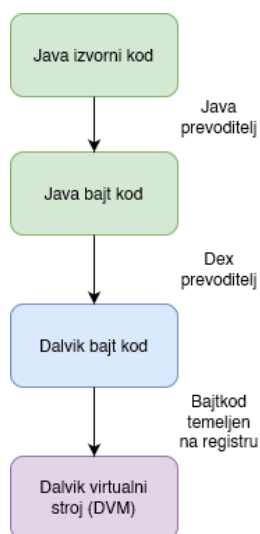 Java izvorni kod
Java
prevoditelj
Java bajt kod
Dex
prevoditelj
Dalvik bajt kod
Bajtkod
temeljen
na registru
Dalvik virtualni
stroj (DVM)